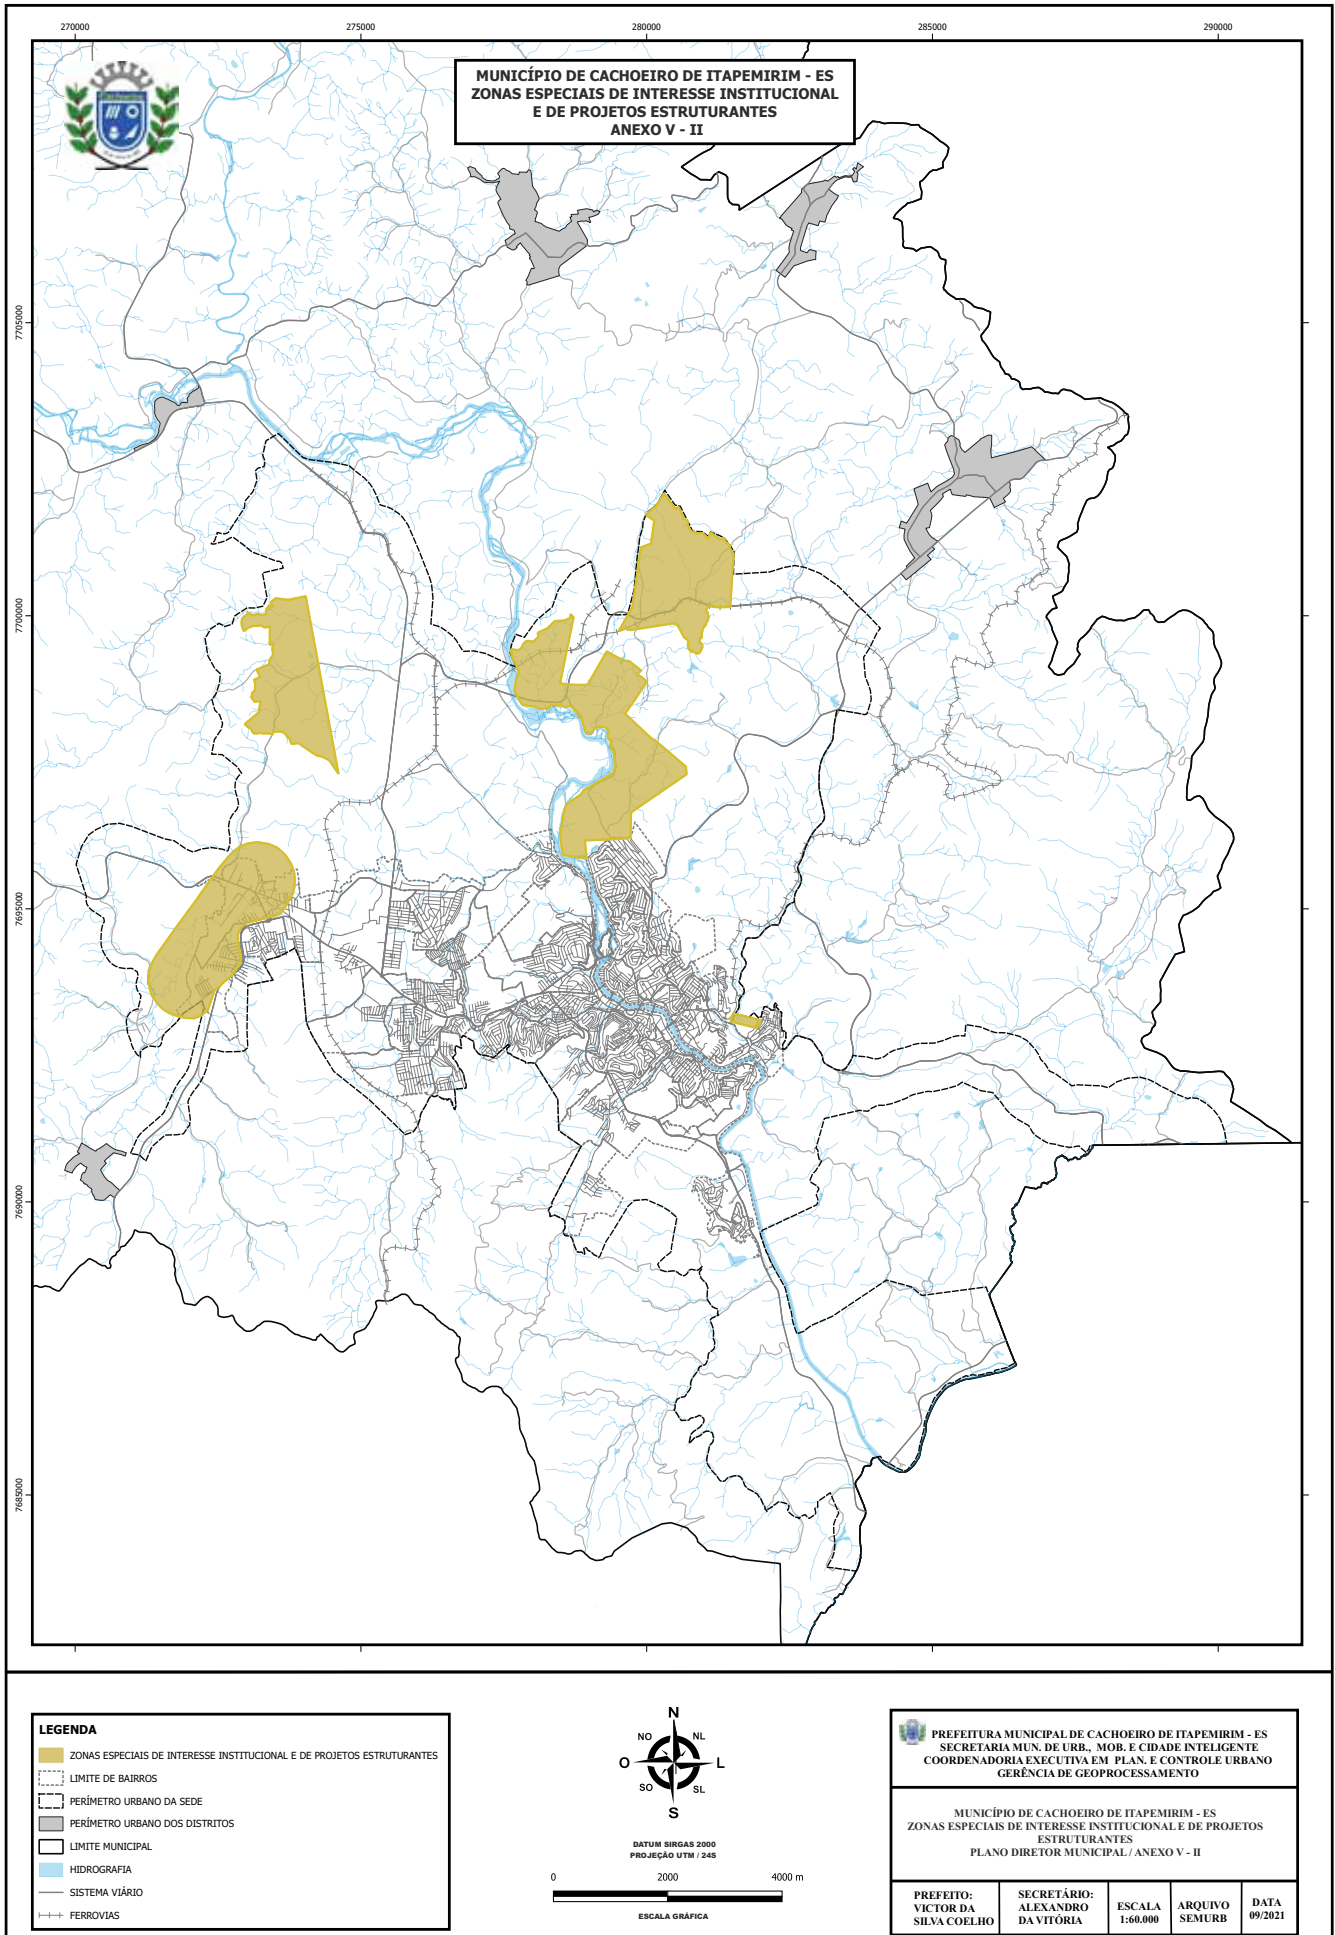 270000
275000
280000
285000
290000
MUNICÍPIO DE CACHOEIRO DE ITAPEMIRIM - ES
ZONAS ESPECIAIS DE INTERESSE INSTITUCIONAL
E DE PROJETOS ESTRUTURANTES
ANEXO V - II
7705000
7700000
7695000
7690000
7685000
LEGENDA
ZONAS ESPECIAIS DE INTERESSE INSTITUCIONAL E DE PROJETOS ESTRUTURANTES
LIMITE DE BAIRROS
PERÍMETRO URBANO DA SEDE
PERÍMETRO URBANO DOS DISTRITOS
LIMITE MUNICIPAL
HIDROGRAFIA
SISTEMA VIÁRIO
FERROVIAS
N
NO
NL
O
L
SO
SL
S
DATUM SIRGAS 2000
PROJEÇÃO UTM / 24S
0
2000
4000 m
ESCALA GRÁFICA
PREFEITURA MUNICIPAL DE CACHOEIRO DE ITAPEMIRIM - ES
SECRETARIA MUN. DE URB., MOB. E CIDADE INTELIGENTE
COORDENADORIA EXECUTIVA EM PLAN. E CONTROLE URBANO
GERÊNCIA DE GEOPROCESSAMENTO
MUNICÍPIO DE CACHOEIRO DE ITAPEMIRIM - ES
ZONAS ESPECIAIS DE INTERESSE INSTITUCIONAL E DE PROJETOS
ESTRUTURANTES
PLANO DIRETOR MUNICIPAL / ANEXO V - II
PREFEITO:
VICTOR DA
SILVA COELHO
SECRETÁRIO:
ALEXANDRO
DA VITÓRIA
ESCALA
1:60.000
ARQUIVO
SEMURB
DATA
09/2021